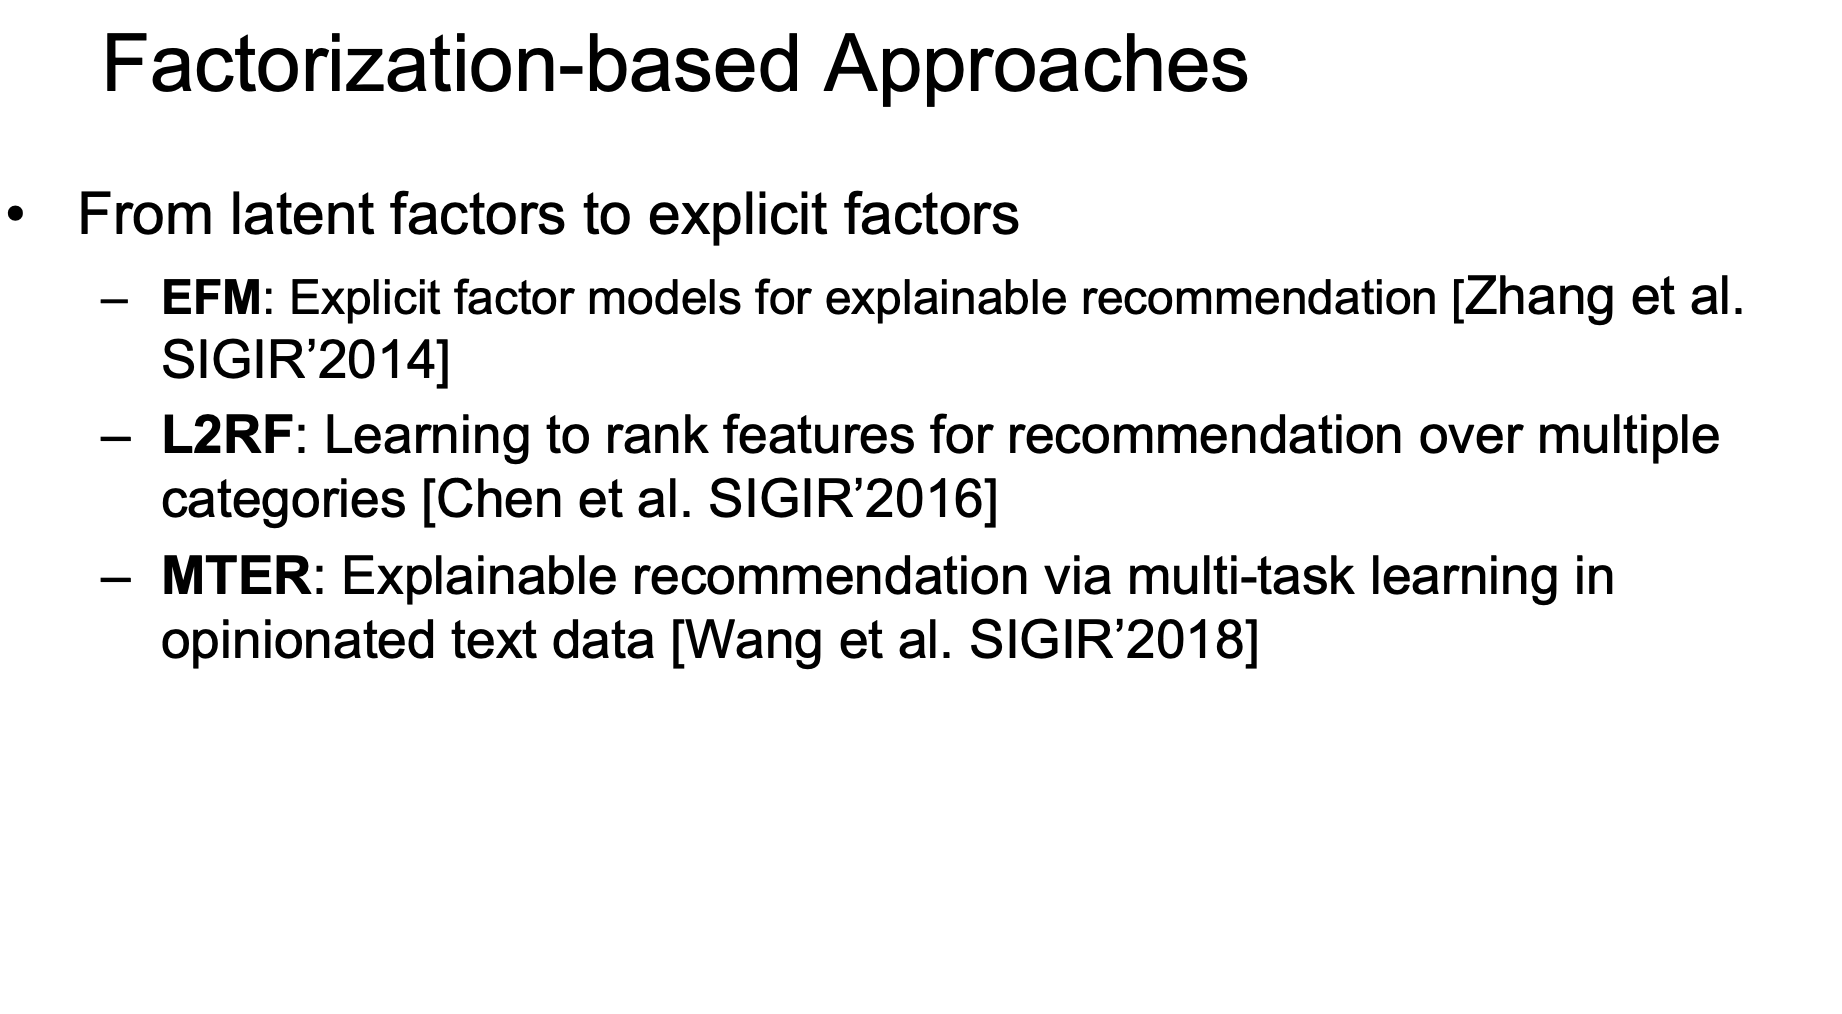 Factorization-based Approaches
• From latent factors to explicit factors
– EFM: Explicit factor models for explainable recommendation [Zhang et al.
SIGIR’2014]
– L2RF: Learning to rank features for recommendation over multiple
categories [Chen et al. SIGIR’2016]
– MTER: Explainable recommendation via multi-task learning in
opinionated text data [Wang et al. SIGIR’2018]